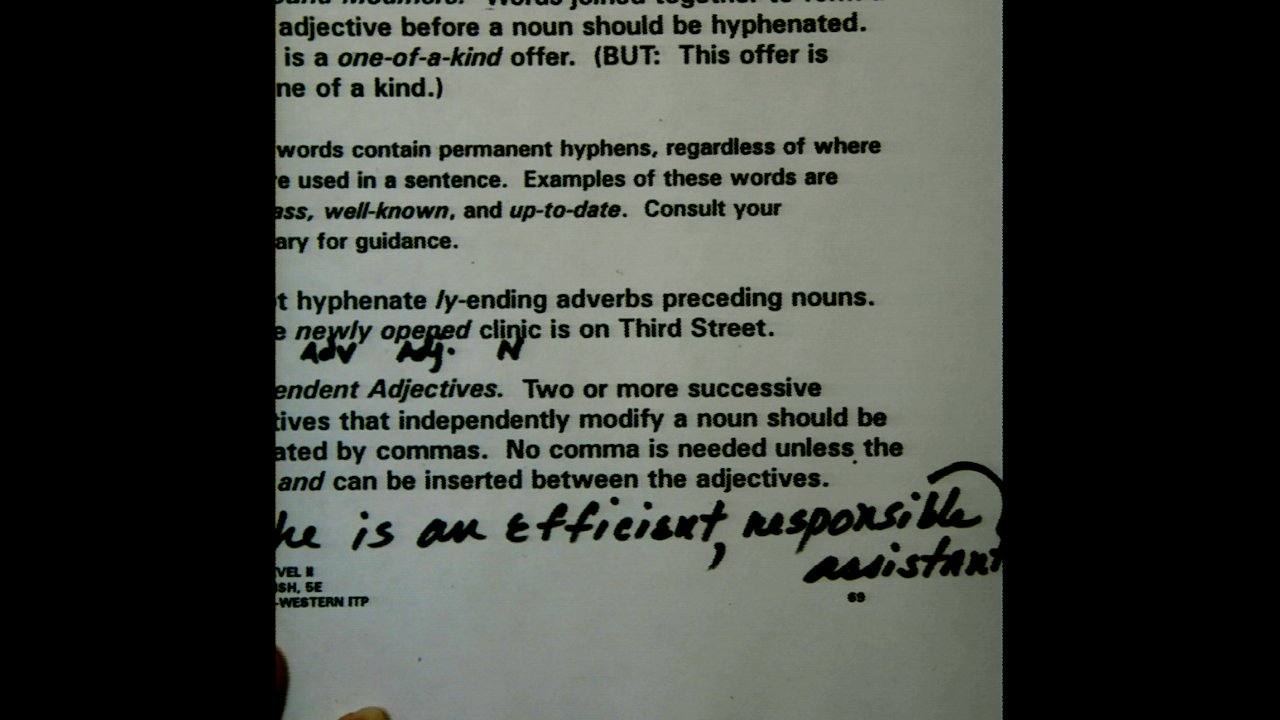 adjective before a noun should be hyphenated.
is a one-of-a-kind offer. (BUT: This offer is
ne of a kind.)
words contain permanent hyphens, regardless of where
e used in a sentence. Examples of these words are
ass, well-known, and up-to-date. Consult your
ary for guidance.
t hyphenate ly-ending adverbs preceding nouns.
e newly opened clinic is on Third Street.
Adv Adj. N
endent Adjectives. Two or more successive
tives that independently modify a noun should be
ated by commas. No comma is needed unless the
and can be inserted between the adjectives.
he is an efficient, responsible
assistant
VEL II
SH, 5E
-WESTERN ITP
69